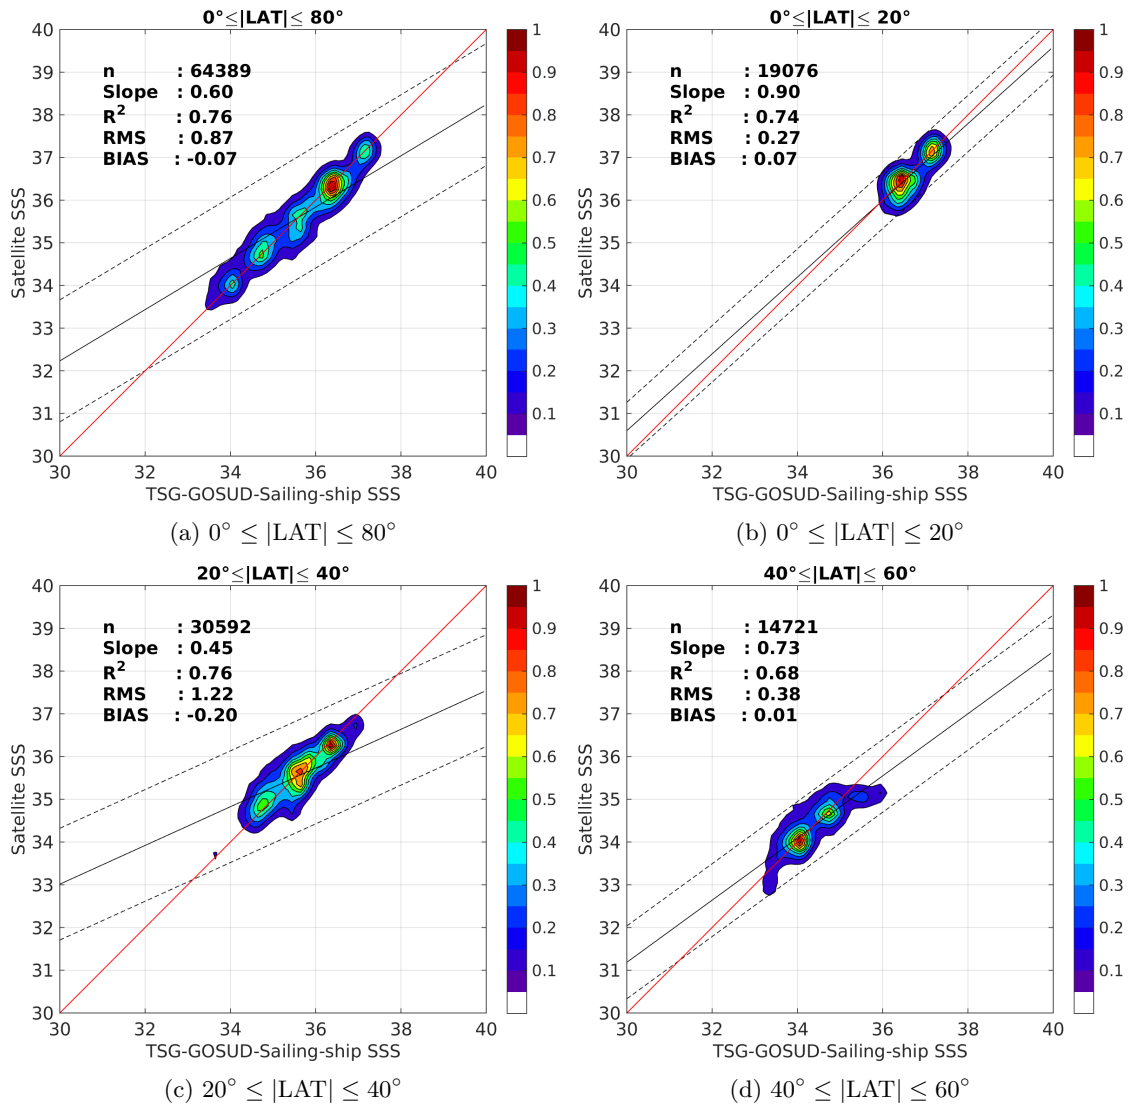 0°≤|LAT|≤ 80°
n : 64389
Slope : 0.60
R² : 0.76
RMS : 0.87
BIAS : -0.07
40
39
38
37
36
35
34
33
32
31
30
Satellite SSS
30 32 34 36 38 40
TSG-GOSUD-Sailing-ship SSS
1
0.9
0.8
0.7
0.6
0.5
0.4
0.3
0.2
0.1
(a) 0° ≤ |LAT| ≤ 80°
0°≤|LAT|≤ 20°
n : 19076
Slope : 0.90
R² : 0.74
RMS : 0.27
BIAS : 0.07
40
39
38
37
36
35
34
33
32
31
30
Satellite SSS
30 32 34 36 38 40
TSG-GOSUD-Sailing-ship SSS
1
0.9
0.8
0.7
0.6
0.5
0.4
0.3
0.2
0.1
(b) 0° ≤ |LAT| ≤ 20°
20°≤|LAT|≤ 40°
n : 30592
Slope : 0.45
R² : 0.76
RMS : 1.22
BIAS : -0.20
40
39
38
37
36
35
34
33
32
31
30
Satellite SSS
30 32 34 36 38 40
TSG-GOSUD-Sailing-ship SSS
1
0.9
0.8
0.7
0.6
0.5
0.4
0.3
0.2
0.1
(c) 20° ≤ |LAT| ≤ 40°
40°≤|LAT|≤ 60°
n : 14721
Slope : 0.73
R² : 0.68
RMS : 0.38
BIAS : 0.01
40
39
38
37
36
35
34
33
32
31
30
Satellite SSS
30 32 34 36 38 40
TSG-GOSUD-Sailing-ship SSS
1
0.9
0.8
0.7
0.6
0.5
0.4
0.3
0.2
0.1
(d) 40° ≤ |LAT| ≤ 60°